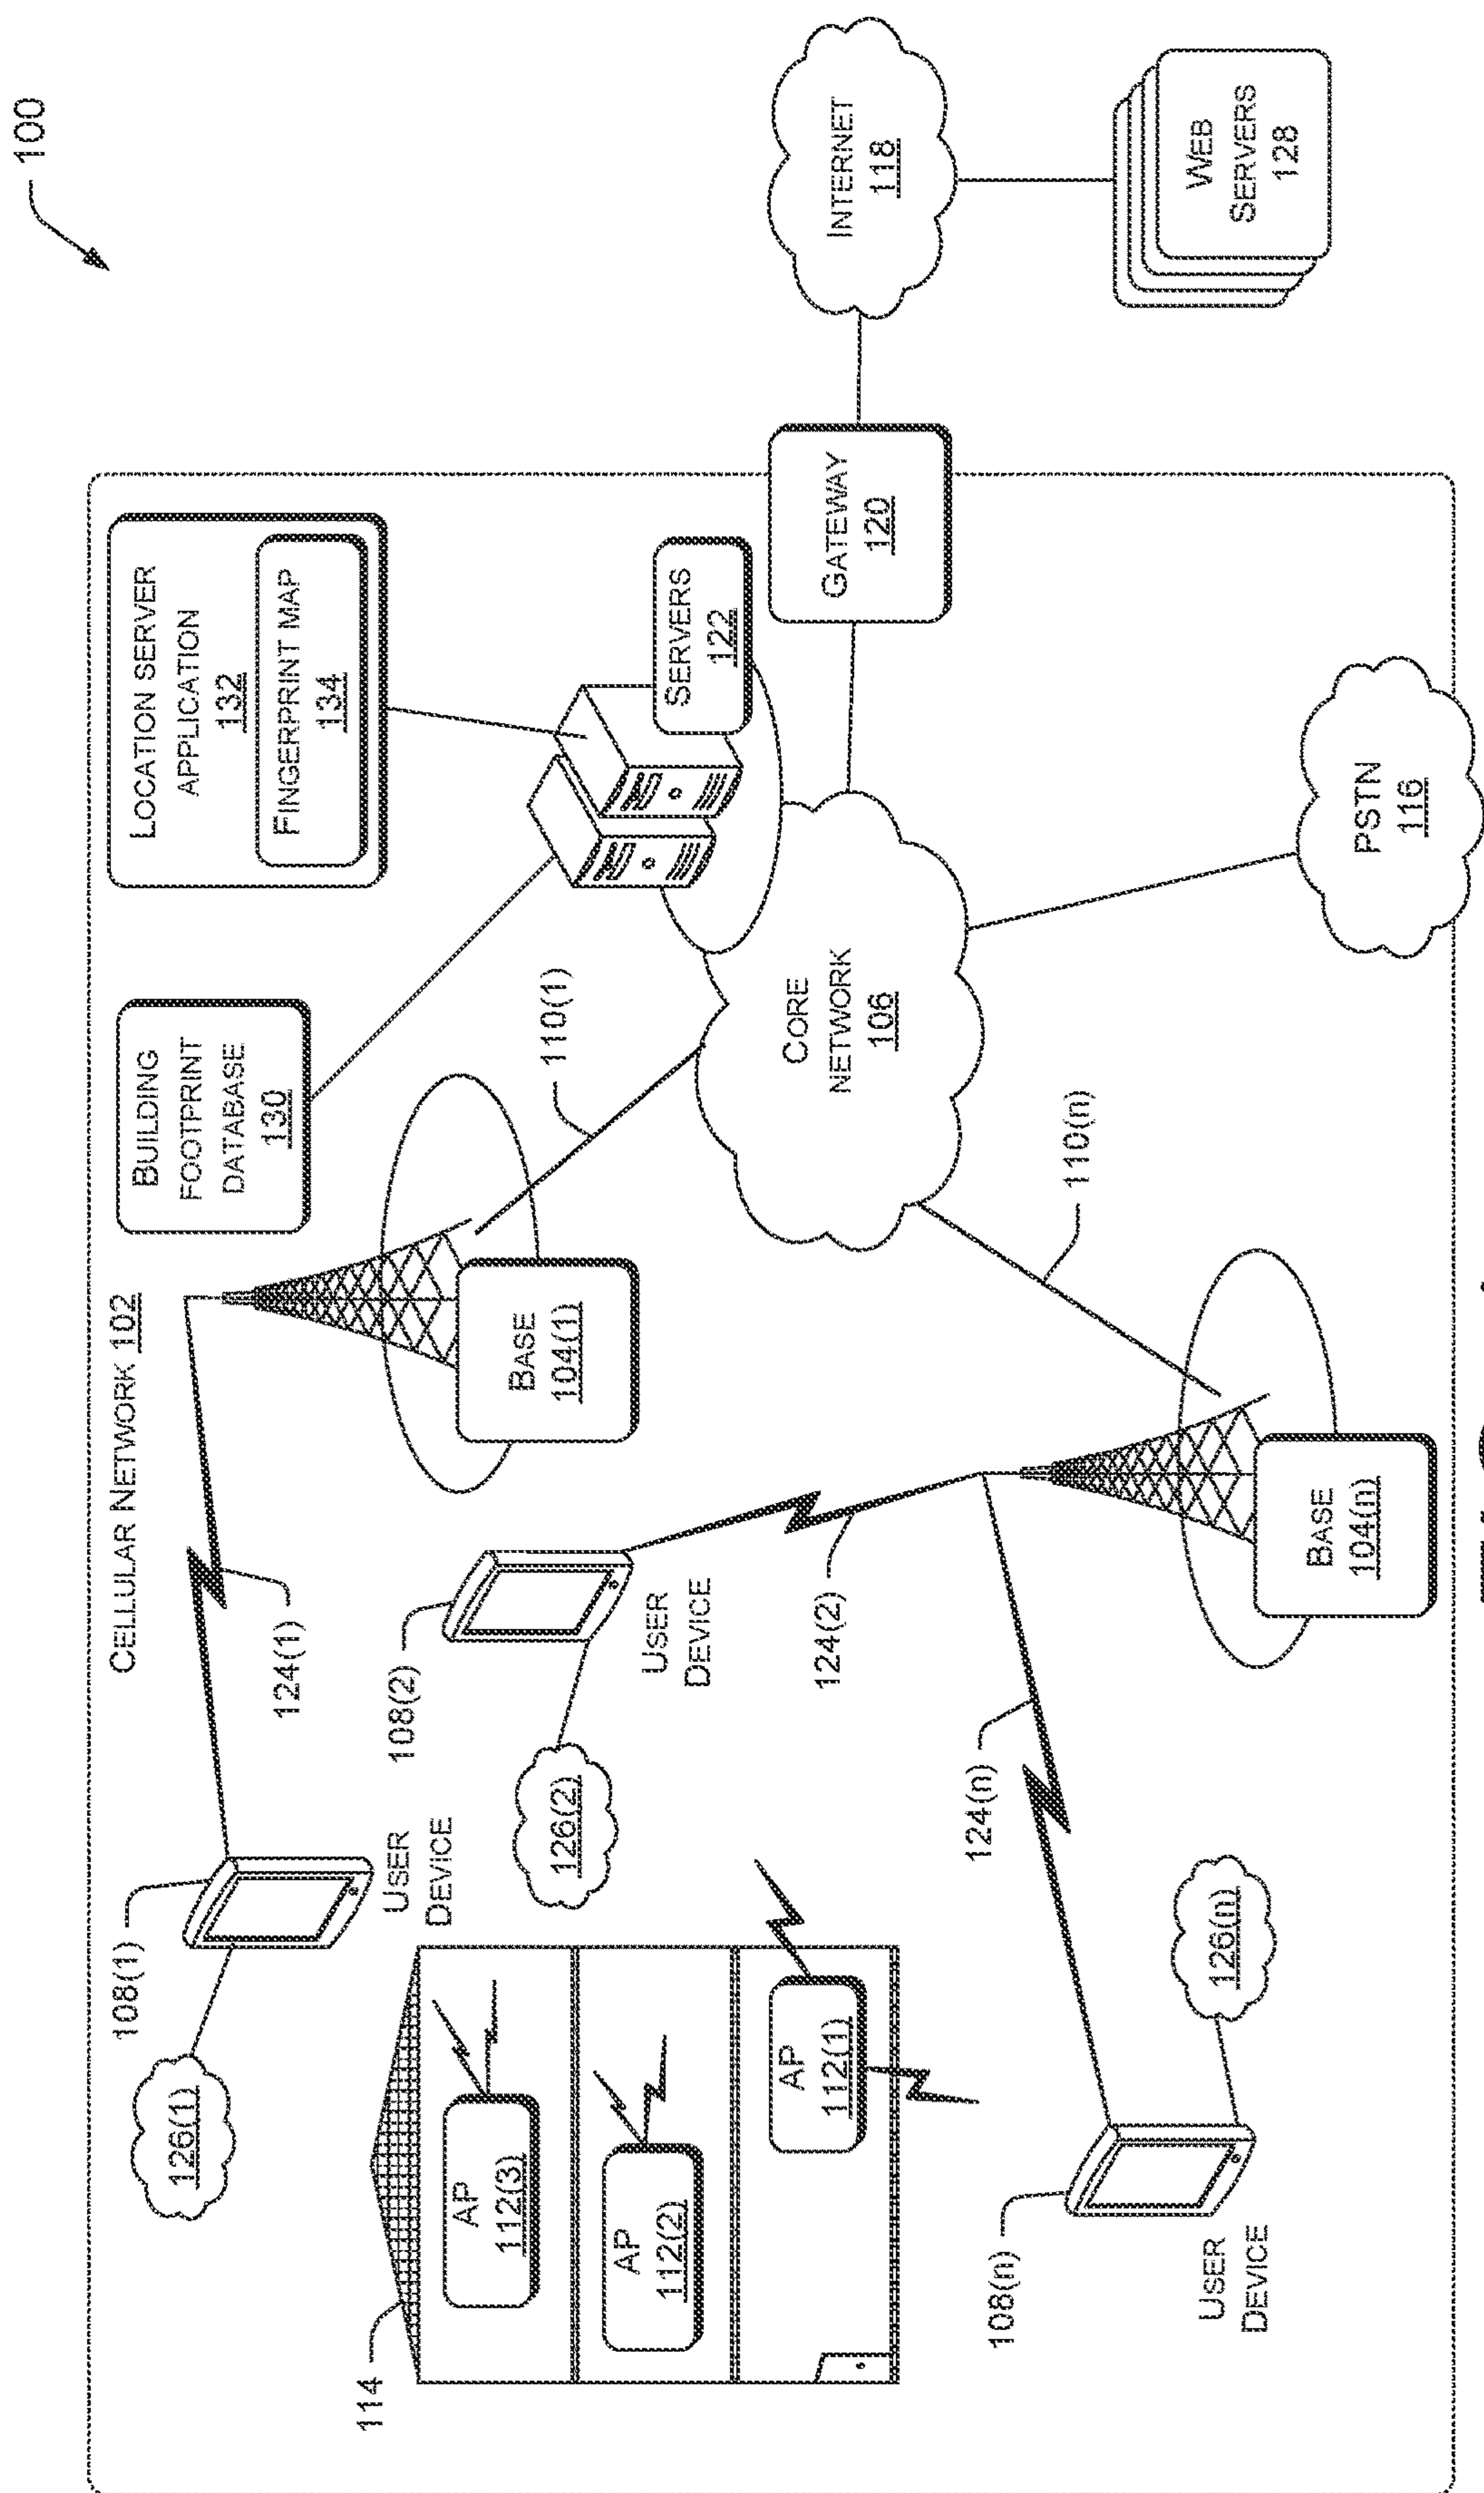 100
CELLULAR NETWORK 102
BUILDING
FOOTPRINT
DATABASE
130
LOCATION SERVER
APPLICATION
132
FINGERPRINT MAP
134
108(1)
126(1)
USER
DEVICE
124(1)
BASE
104(1)
110(1)
SERVERS
122
114
AP
112(3)
AP
112(2)
AP
112(1)
108(2)
126(2)
USER
DEVICE
124(2)
CORE
NETWORK
106
GATEWAY
120
INTERNET
118
WEB
SERVERS
128
108(n)
126(n)
USER
DEVICE
124(n)
BASE
104(n)
110(n)
PSTN
116